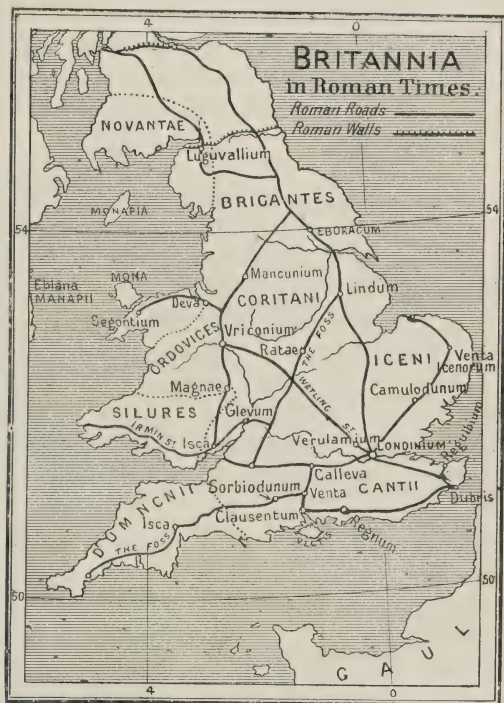 4
0
BRITANNIA
in Roman Times.
Roman Roads
Roman Walls
NOVANTAE
Luguvallium
BRIGANTES
MONAPIA
54
54
EBORACUM
Eblana
MANAPII
MONA
Mancunium
Segontium
Deva
CORITANI
Lindum
ORDOVICES
Vriconium
THE FOSS
Ratae
ICENI
Venta
Icenorum
Magnae
WATLING ST.
Camulodunum
SILURES
Glevum
IRMIN ST.
Isca
Verulamium
LONDINIUM
Regulbium
Calleva
Sorbiodunum
Venta
CANTII
DUMNCNII
Dubris
Isca
Clausentum
Regnum
THE FOSS
VECTIS
50
50
GAUL
4
0